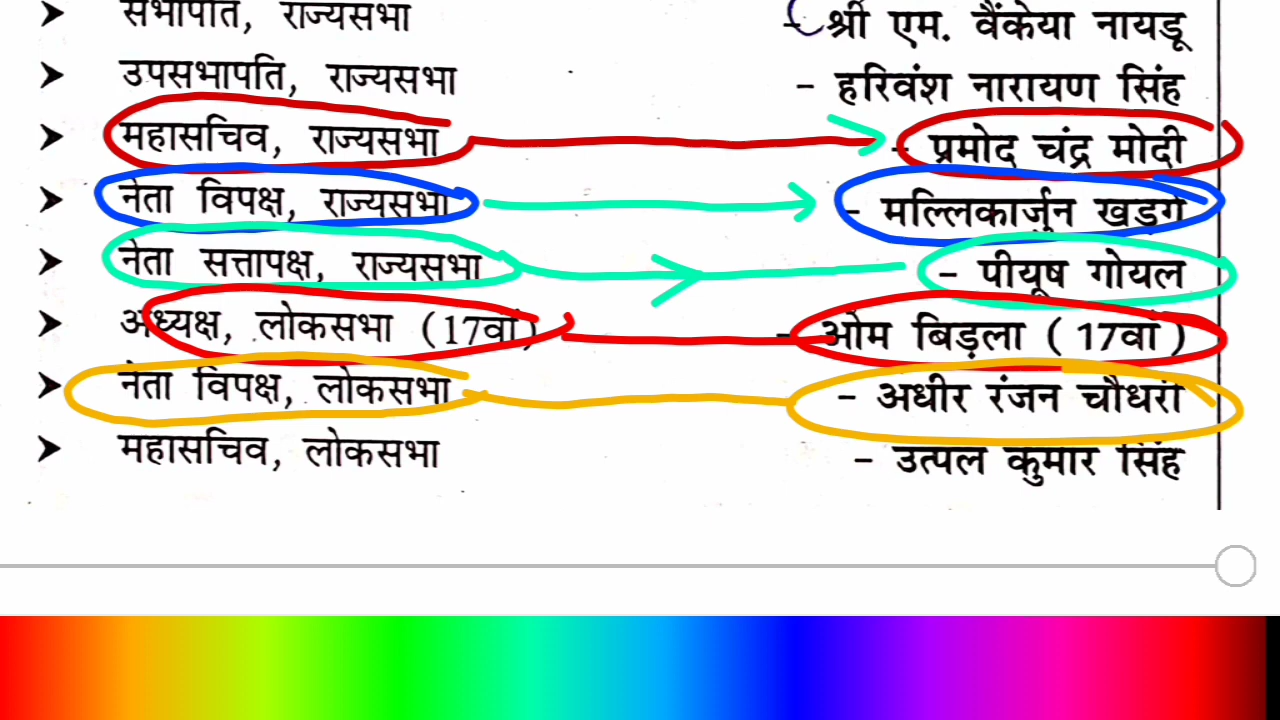 ➤ सभापति, राज्यसभा - श्री एम. वैंकेया नायडू
➤ उपसभापति, राज्यसभा - हरिवंश नारायण सिंह
➤ महासचिव, राज्यसभा - प्रमोद चंद्र मोदी
➤ नेता विपक्ष, राज्यसभा - मल्लिकार्जुन खड़गे
➤ नेता सत्तापक्ष, राज्यसभा - पीयूष गोयल
➤ अध्यक्ष, लोकसभा (17वां) - ओम बिड़ला (17वां)
➤ नेता विपक्ष, लोकसभा - अधीर रंजन चौधरी
➤ महासचिव, लोकसभा - उत्पल कुमार सिंह